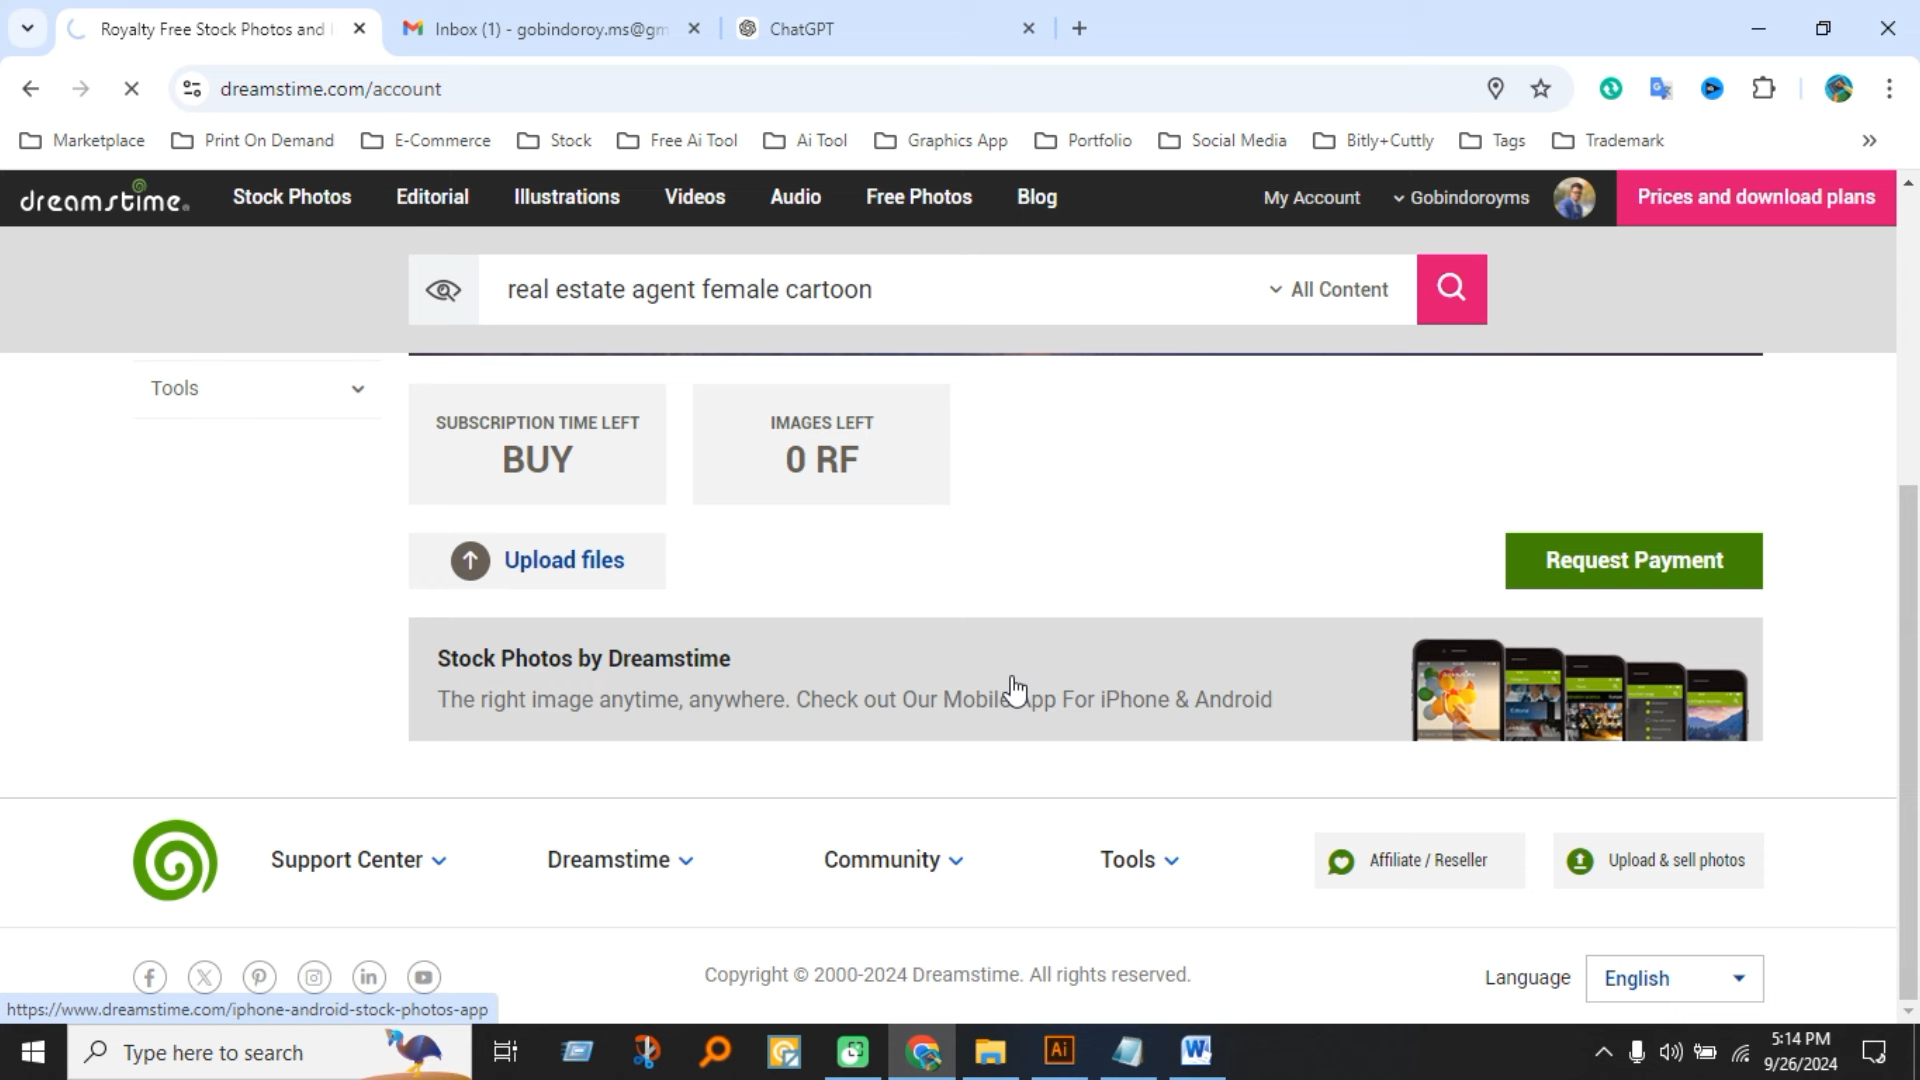 Royalty Free Stock Photos and
Inbox (1) - gobindoroy.ms@gm
ChatGPT
dreamstime.com/account
Marketplace
Print On Demand
E-Commerce
Stock
Free Ai Tool
Ai Tool
Graphics App
Portfolio
Social Media
Bitly+Cuttly
Tags
Trademark
dreamstime.
Stock Photos
Editorial
Illustrations
Videos
Audio
Free Photos
Blog
My Account
Gobindoroyms
Prices and download plans
real estate agent female cartoon
All Content
Tools
SUBSCRIPTION TIME LEFT
BUY
IMAGES LEFT
0 RF
Upload files
Request Payment
Stock Photos by Dreamstime
The right image anytime, anywhere. Check out Our Mobile App For iPhone & Android
Support Center
Dreamstime
Community
Tools
Affiliate / Reseller
Upload & sell photos
Copyright © 2000-2024 Dreamstime. All rights reserved.
Language
English
https://www.dreamstime.com/iphone-android-stock-photos-app
Type here to search
Ai
W
5:14 PM
9/26/2024